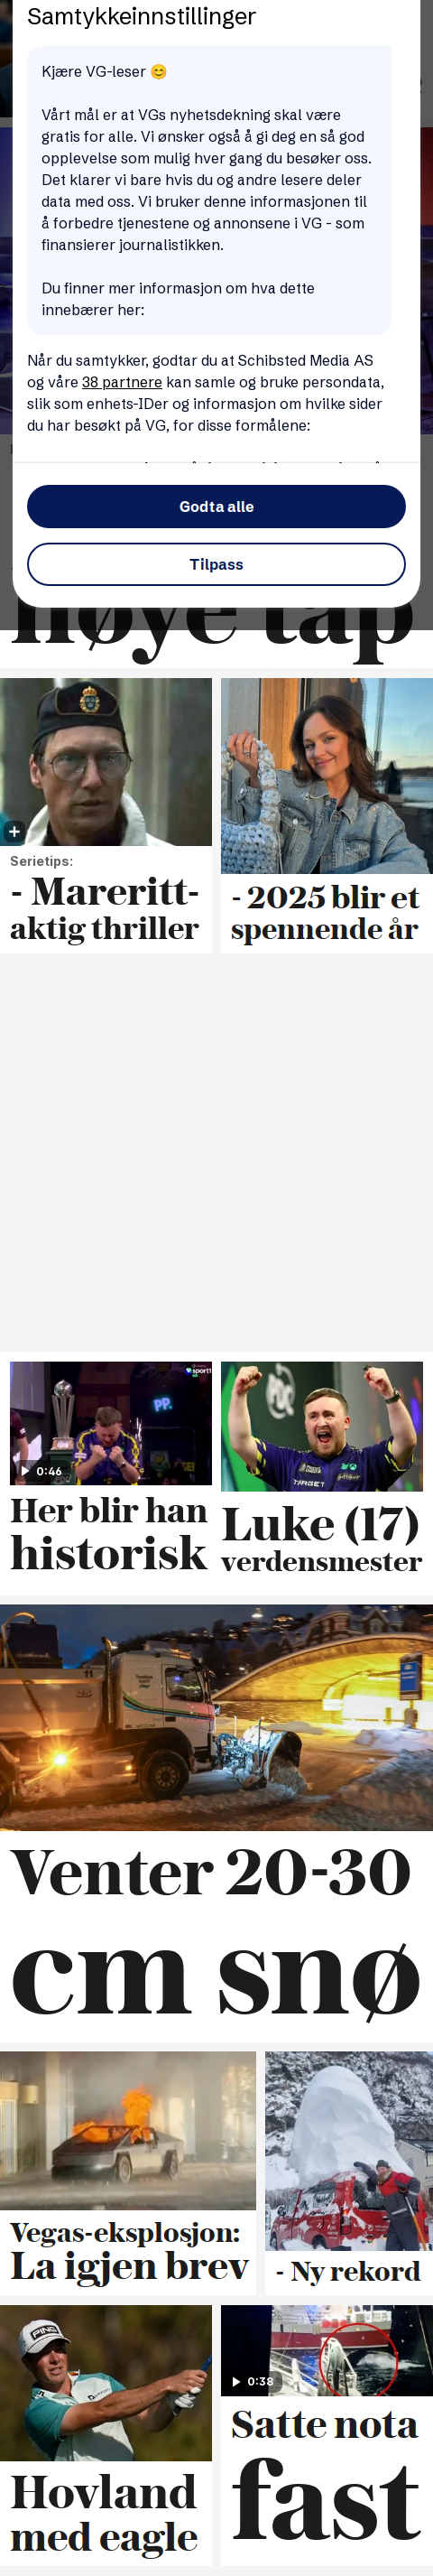 Samtykkeinnstillinger
Kjære VG-leser 😊
Vårt mål er at VGs nyhetsdekning skal være
gratis for alle. Vi ønsker også å gi deg en så god
opplevelse som mulig hver gang du besøker oss.
Det klarer vi bare hvis du og andre lesere deler
data med oss. Vi bruker denne informasjonen til
å forbedre tjenestene og annonsene i VG - som
finansierer journalistikken.
Du finner mer informasjon om hva dette
innebærer her:
Når du samtykker, godtar du at Schibsted Media AS
og våre 38 partnere kan samle og bruke persondata,
slik som enhets-IDer og informasjon om hvilke sider
du har besøkt på VG, for disse formålene:
Godta alle
Tilpass
høye tap
Serietips:
- Mareritt-
aktig thriller
- 2025 blir et
spennende år
sport1
PP.
0:46
Her blir han
historisk
TARGET
Luke (17)
verdensmester
11
Venter 20-30
cm snø
Vegas-eksplosjon:
La igjen brev
- Ny rekord
PING
Hovland
med eagle
0:38
Satte nota
fast